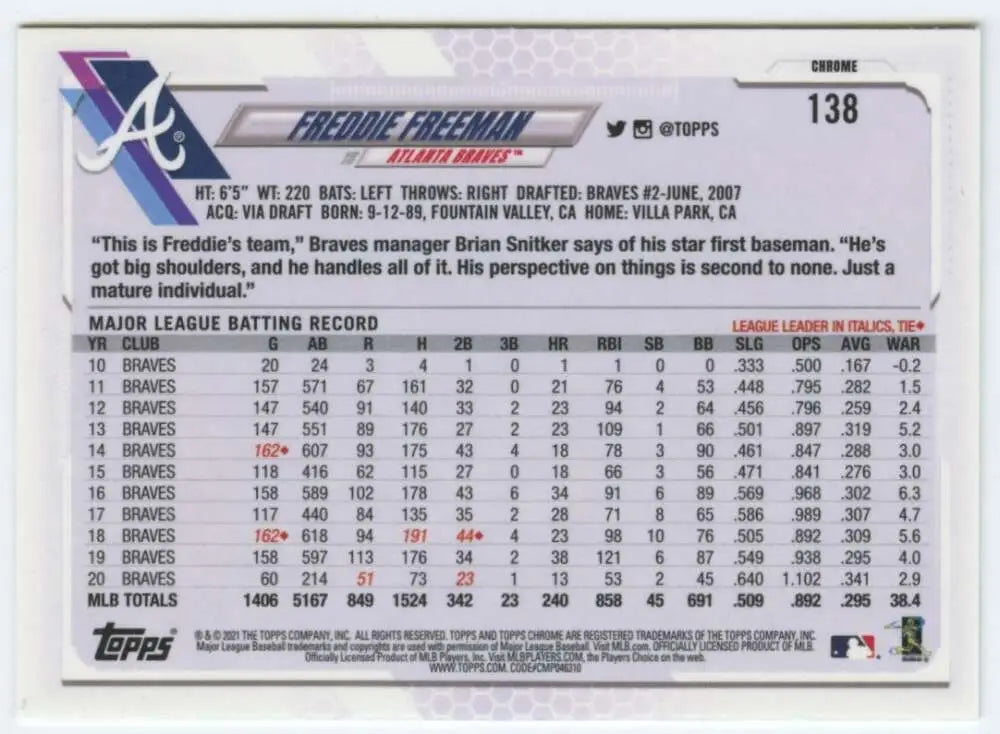 CHROME
138
FREDDIE FREEMAN
@TOPPS
ATLANTA BRAVES™
HT: 6'5" WT: 220 BATS: LEFT THROWS: RIGHT DRAFTED: BRAVES #2-JUNE, 2007
ACQ: VIA DRAFT BORN: 9-12-89, FOUNTAIN VALLEY, CA HOME: VILLA PARK, CA
“This is Freddie's team,” Braves manager Brian Snitker says of his star first baseman. “He's
got big shoulders, and he handles all of it. His perspective on things is second to none. Just a
mature individual.”
MAJOR LEAGUE BATTING RECORD LEAGUE LEADER IN ITALICS, TIE♦
YR CLUB G AB R H 2B 3B HR RBI SB BB SLG OPS AVG WAR
10 BRAVES 20 24 3 4 1 0 1 1 0 0 .333 .500 .167 -0.2
11 BRAVES 157 571 67 161 32 0 21 76 4 53 .448 .795 .282 1.5
12 BRAVES 147 540 91 140 33 2 23 94 2 64 .456 .796 .259 2.4
13 BRAVES 147 551 89 176 27 2 23 109 1 66 .501 .897 .319 5.2
14 BRAVES 162♦ 607 93 175 43 4 18 78 3 90 .461 .847 .288 3.0
15 BRAVES 118 416 62 115 27 0 18 66 3 56 .471 .841 .276 3.0
16 BRAVES 158 589 102 178 43 6 34 91 6 89 .569 .968 .302 6.3
17 BRAVES 117 440 84 135 35 2 28 71 8 65 .586 .989 .307 4.7
18 BRAVES 162♦ 618 94 191 44♦ 4 23 98 10 76 .505 .892 .309 5.6
19 BRAVES 158 597 113 176 34 2 38 121 6 87 .549 .938 .295 4.0
20 BRAVES 60 214 51 73 23 1 13 53 2 45 .640 1.102 .341 2.9
MLB TOTALS 1406 5167 849 1524 342 23 240 858 45 691 .509 .892 .295 38.4
topps
® & © 2021 THE TOPPS COMPANY, INC. ALL RIGHTS RESERVED. TOPPS AND TOPPS CHROME ARE REGISTERED TRADEMARKS OF THE TOPPS COMPANY, INC.
Major League Baseball trademarks and copyrights are used with permission of Major League Baseball. Visit MLB.com. OFFICIALLY LICENSED PRODUCT OF MLB
Officially Licensed Product of MLB Players, Inc. Visit MLBPLAYERS.COM, the Players Choice on the web.
WWW.TOPPS.COM. CODE#CMP046310